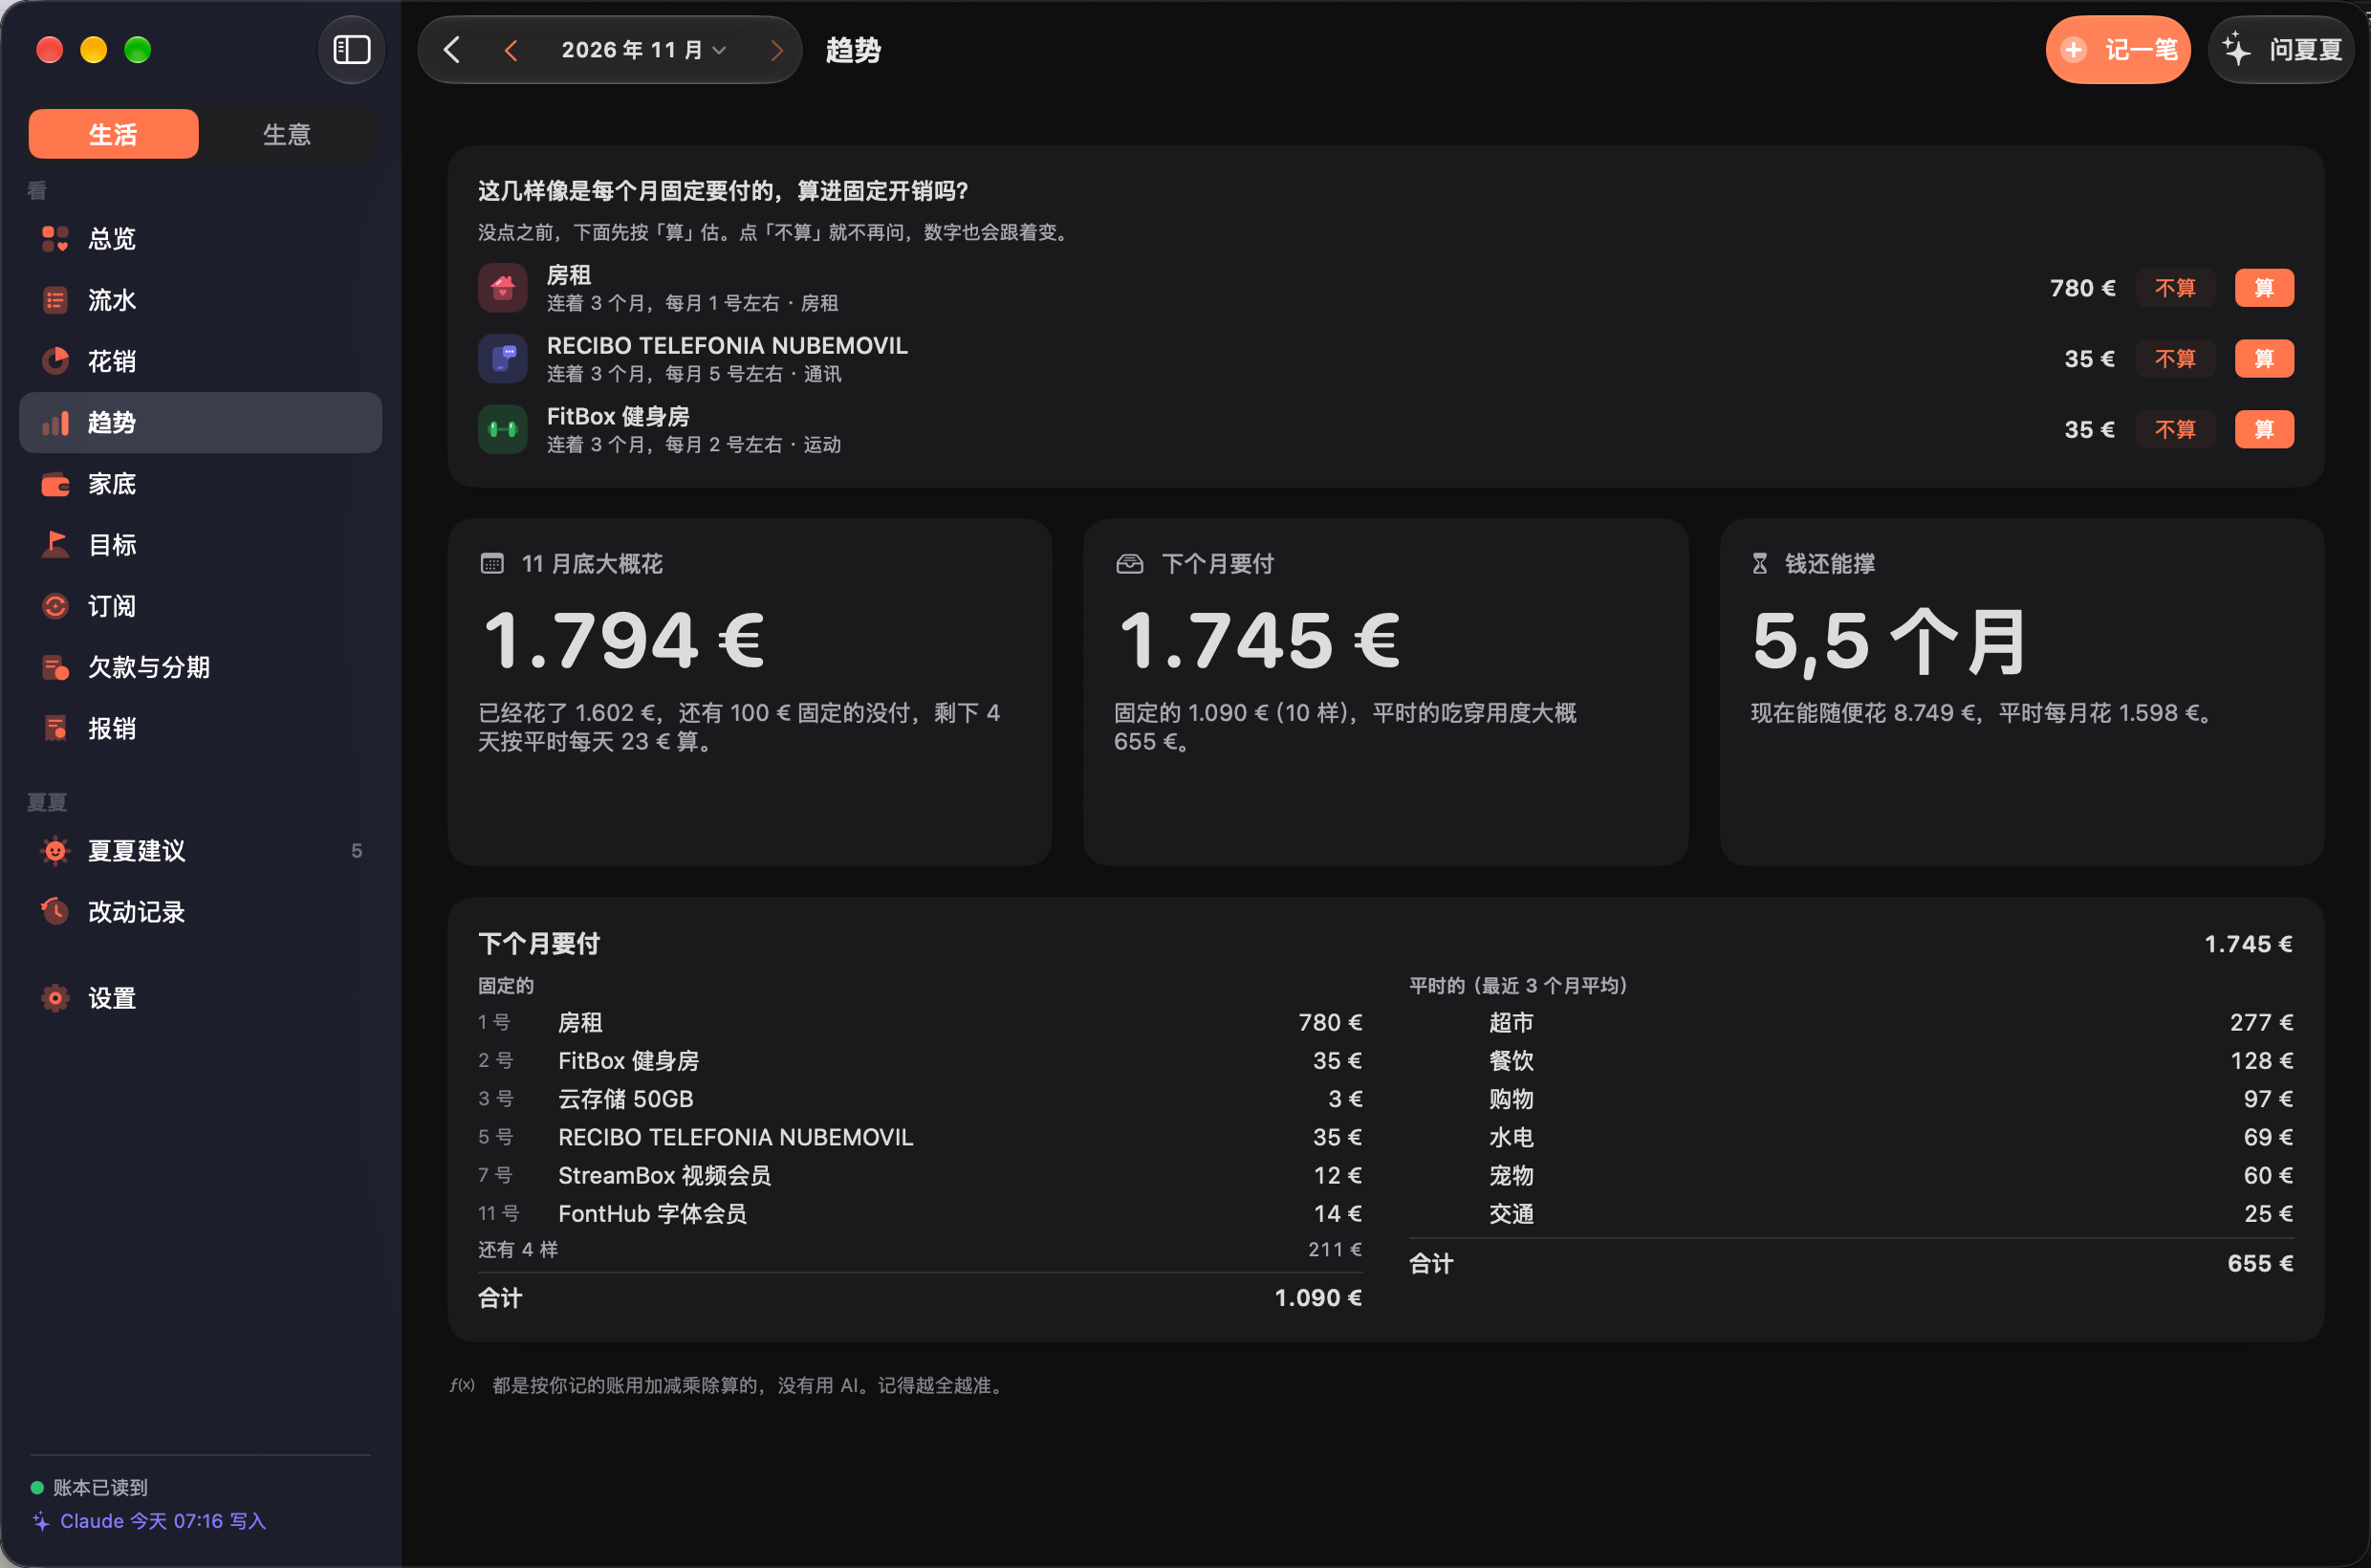 2026 年 11 月
趋势
记一笔
问夏夏
生活
生意
看
总览
流水
花销
趋势
家底
目标
订阅
欠款与分期
报销
夏夏
夏夏建议
5
改动记录
设置
账本已读到
Claude 今天 07:16 写入
这几样像是每个月固定要付的，算进固定开销吗？
没点之前，下面先按「算」估。点「不算」就不再问，数字也会跟着变。
房租
连着 3 个月，每月 1 号左右 · 房租
780 €
不算
算
RECIBO TELEFONIA NUBEMOVIL
连着 3 个月，每月 5 号左右 · 通讯
35 €
不算
算
FitBox 健身房
连着 3 个月，每月 2 号左右 · 运动
35 €
不算
算
11 月底大概花
1.794 €
已经花了 1.602 €，还有 100 € 固定的没付，剩下 4
天按平时每天 23 € 算。
下个月要付
1.745 €
固定的 1.090 €（10 样），平时的吃穿用度大概
655 €。
钱还能撑
5,5 个月
现在能随便花 8.749 €，平时每月花 1.598 €。
下个月要付
1.745 €
固定的
1 号 房租 780 €
2 号 FitBox 健身房 35 €
3 号 云存储 50GB 3 €
5 号 RECIBO TELEFONIA NUBEMOVIL 35 €
7 号 StreamBox 视频会员 12 €
11 号 FontHub 字体会员 14 €
还有 4 样 211 €
合计 1.090 €
平时的（最近 3 个月平均）
超市 277 €
餐饮 128 €
购物 97 €
水电 69 €
宠物 60 €
交通 25 €
合计 655 €
f(x) 都是按你记的账用加减乘除算的，没有用 AI。记得越全越准。